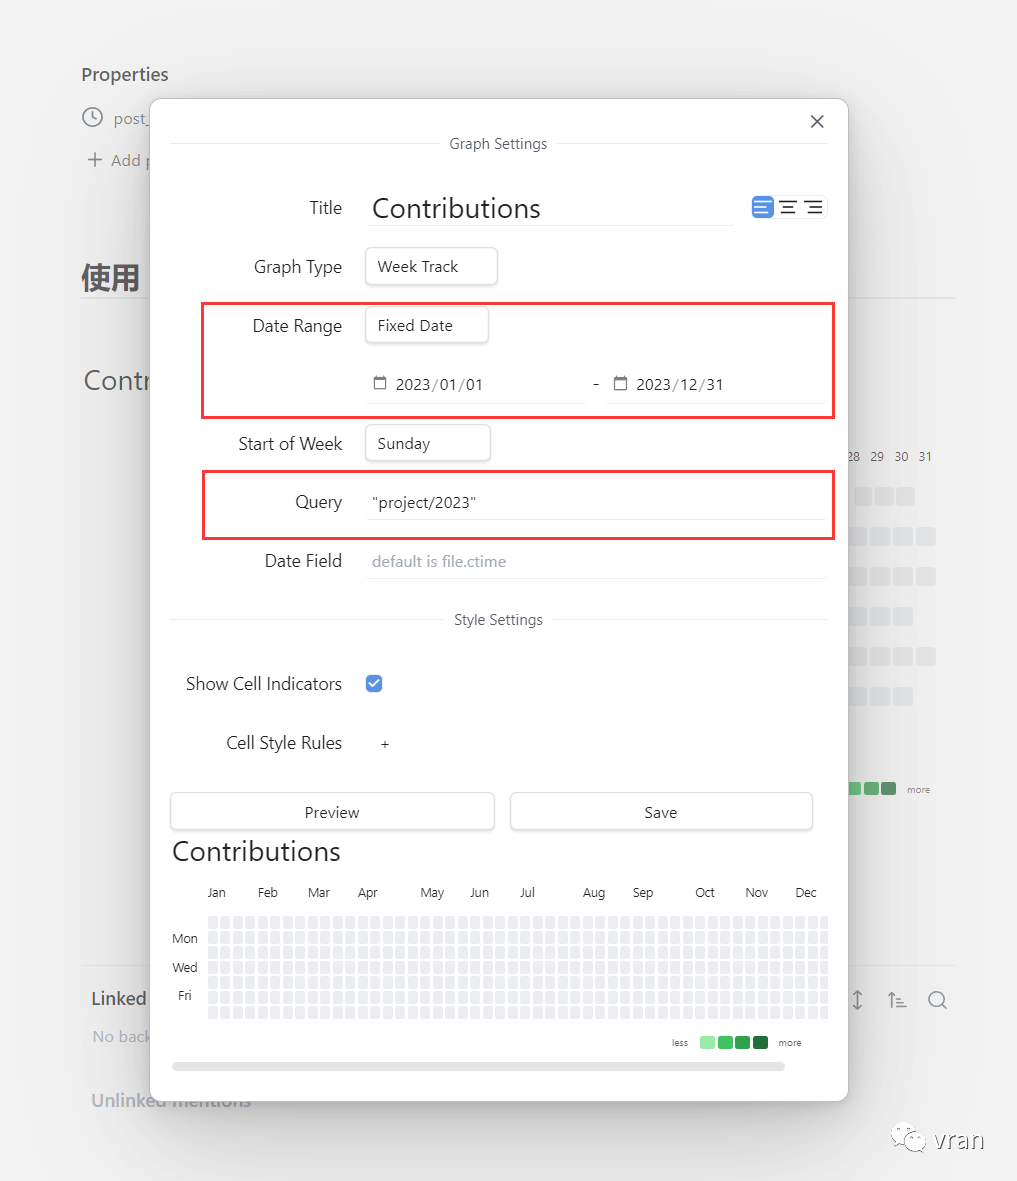 Properties
post_
Add
Graph Settings
Title Contributions
Graph Type Week Track
使用
Date Range Fixed Date
Contr
2023/01/01 - 2023/12/31
Start of Week Sunday
28 29 30 31
Query "project/2023"
Date Field default is file.ctime
Style Settings
Show Cell Indicators
Cell Style Rules +
more
Preview Save
Contributions
Jan Feb Mar Apr May Jun Jul Aug Sep Oct Nov Dec
Mon
Wed
Fri
Linked
No back
less more
Unlinked mentions
vran